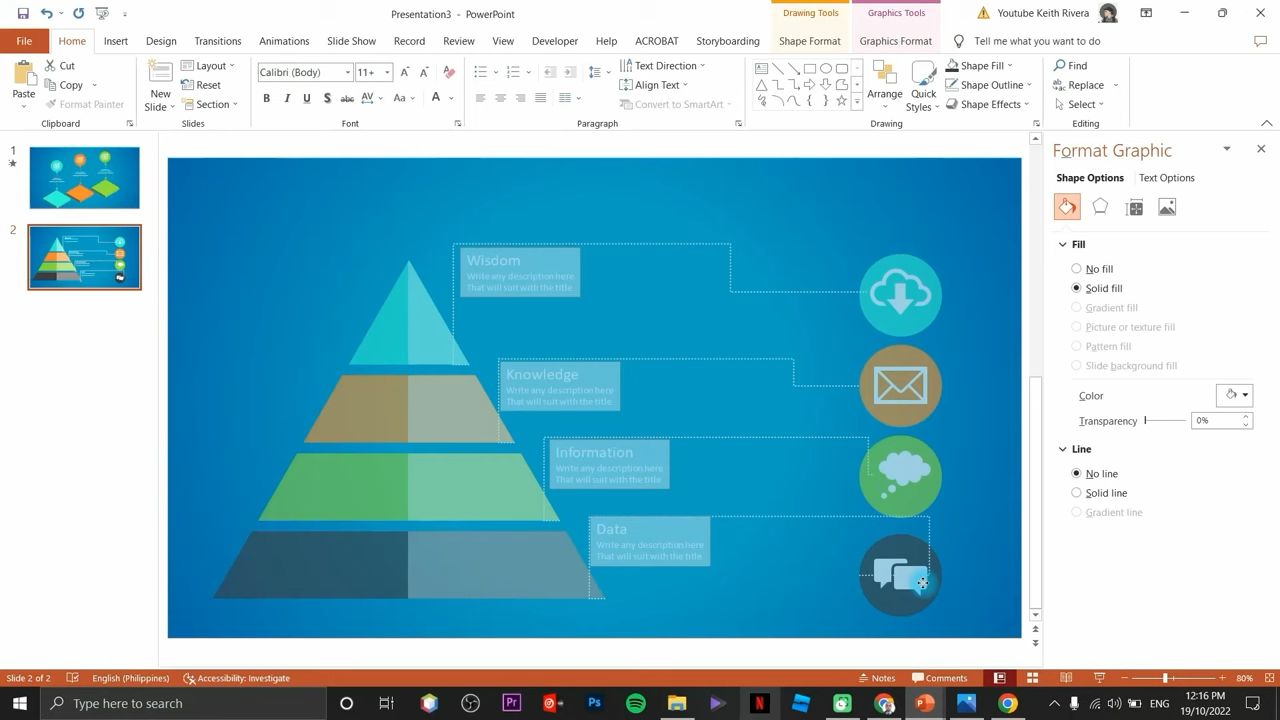 Presentation3 - PowerPoint
Drawing Tools
Graphics Tools
Youtube Keith Rivera
File
Home
Insert
Design
Transitions
Animations
Slide Show
Record
Review
View
Developer
Help
ACROBAT
Storyboarding
Shape Format
Graphics Format
Tell me what you want to do
Paste
Cut
Copy
Format Painter
Clipboard
New
Slide
Layout
Reset
Section
Slides
Calibri (Body)
11+
Font
Text Direction
Align Text
Convert to SmartArt
Paragraph
Arrange
Quick
Styles
Shape Fill
Shape Outline
Shape Effects
Drawing
Find
Replace
Select
Editing
1
2
Wisdom
Write any description here
That will suit with the title
Knowledge
Write any description here
That will suit with the title
Information
Write any description here
That will suit with the title
Data
Write any description here
That will suit with the title
Format Graphic
Shape Options
Text Options
Fill
No fill
Solid fill
Gradient fill
Picture or texture fill
Pattern fill
Slide background fill
Color
Transparency
0%
Line
No line
Solid line
Gradient line
Slide 2 of 2
English (Philippines)
Accessibility: Investigate
Notes
Comments
80%
Type here to search
ENG
12:16 PM
19/10/2022